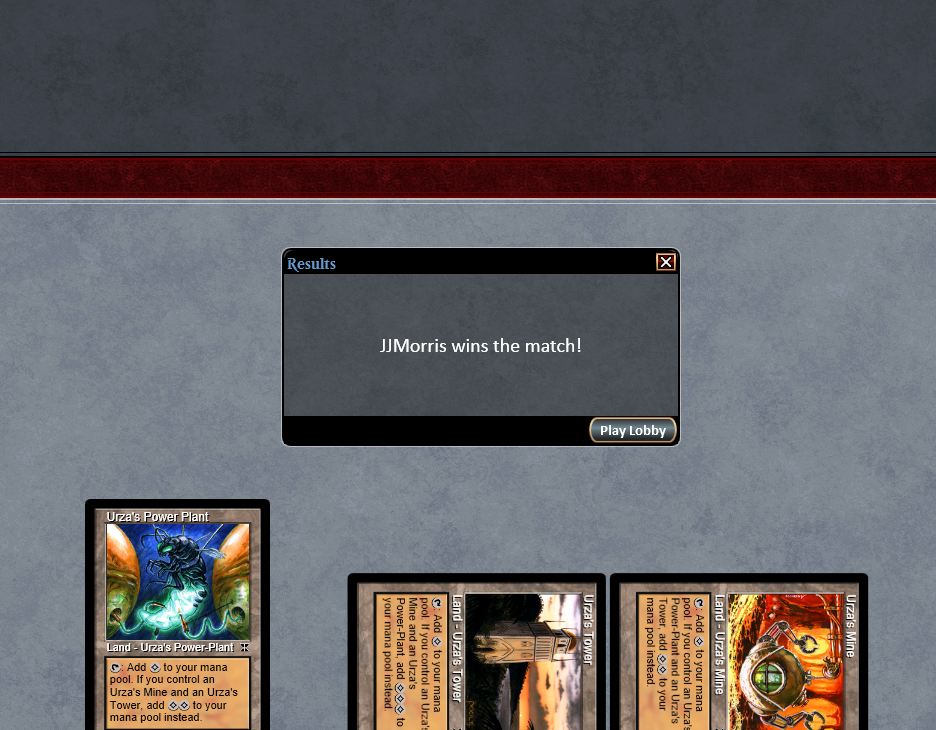 Results
JJMorris wins the match!
Play Lobby
Urza's Power Plant
Land - Urza's Power-Plant
: Add to your mana
pool. If you control an
Urza's Mine and an Urza's
Tower, add to your
mana pool instead.
Urza's Tower
Land - Urza's Tower
: Add to your mana
pool. If you control an Urza's
Mine and an Urza's
Power-Plant, add to
your mana pool instead.
Urza's Mine
Land - Urza's Mine
: Add to your mana
pool. If you control an Urza's
Power-Plant and an Urza's
Tower, add to your
mana pool instead.